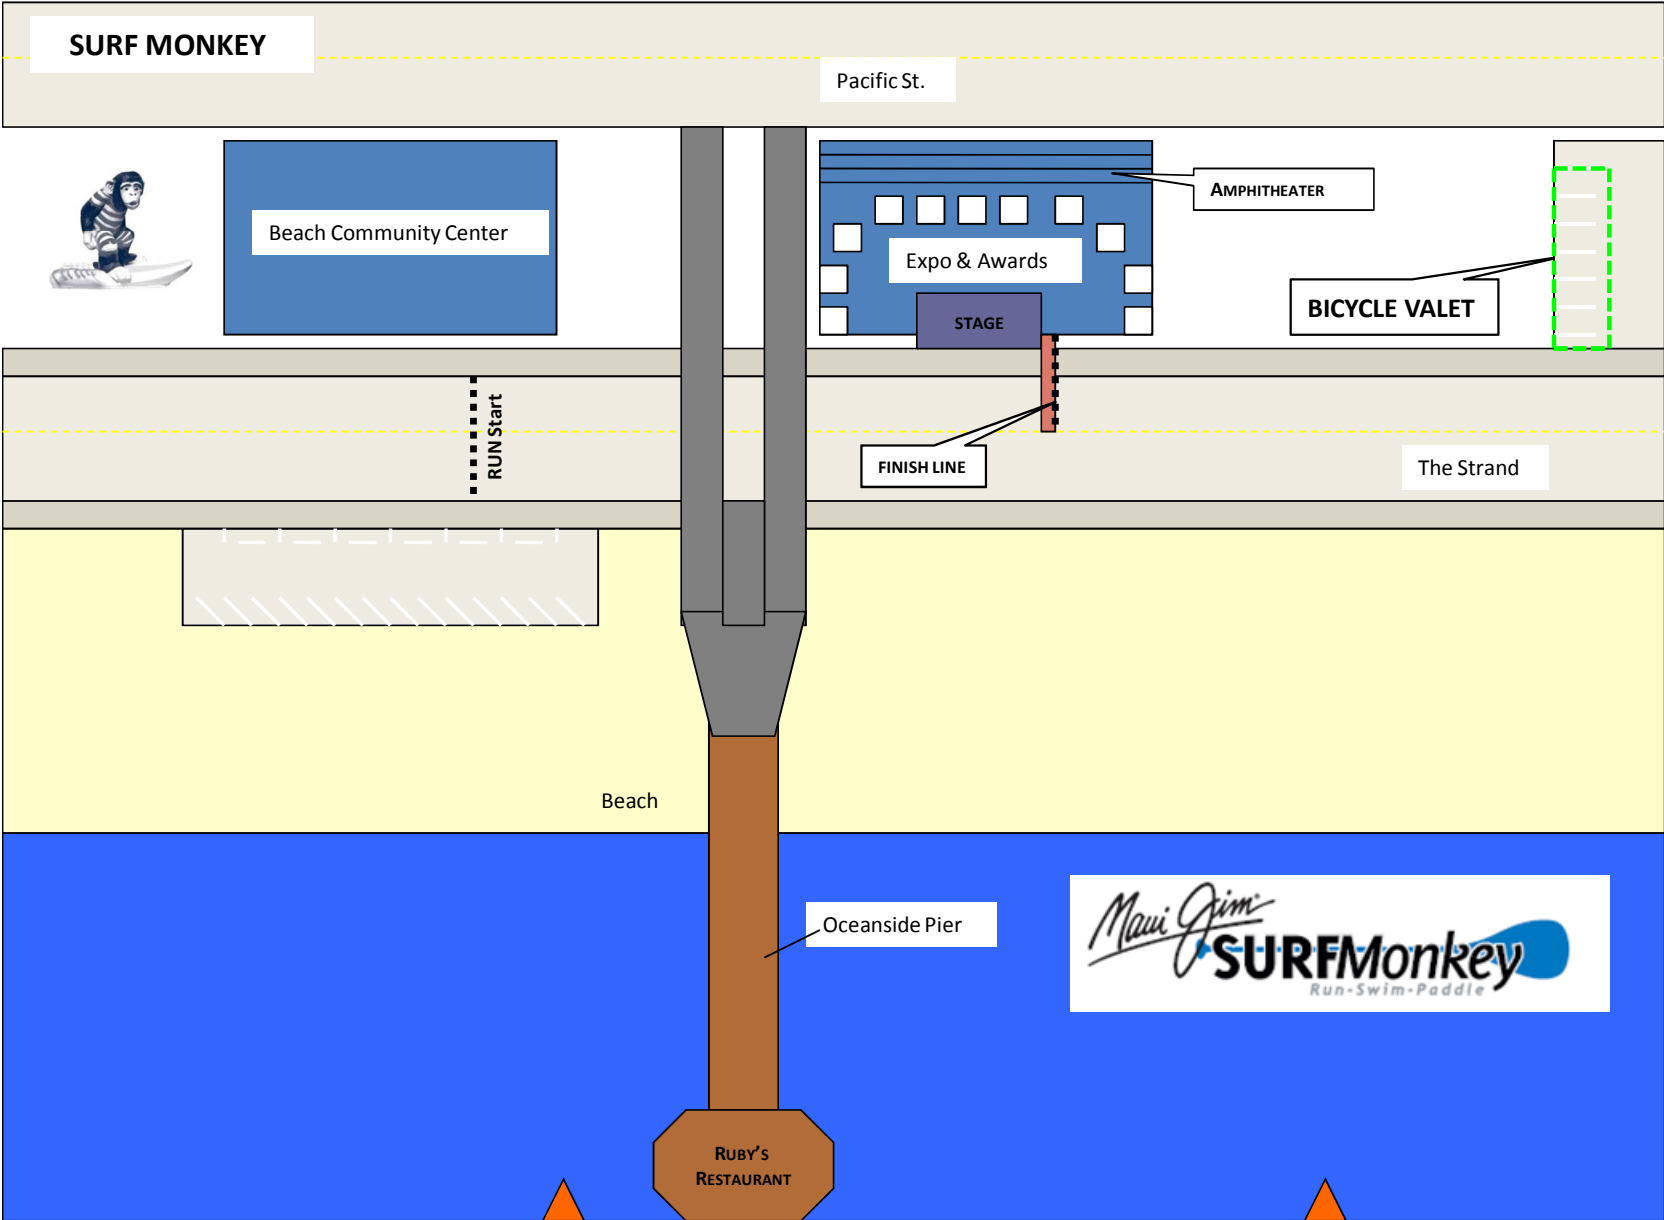 SURF MONKEY
Pacific St.
AMPHITHEATER
Beach Community Center
Expo & Awards
BICYCLE VALET
STAGE
RUN Start
FINISH LINE
The Strand
Beach
Oceanside Pier
Maui Jim
SURFMonkey
Run-Swim-Paddle
RUBY'S
RESTAURANT